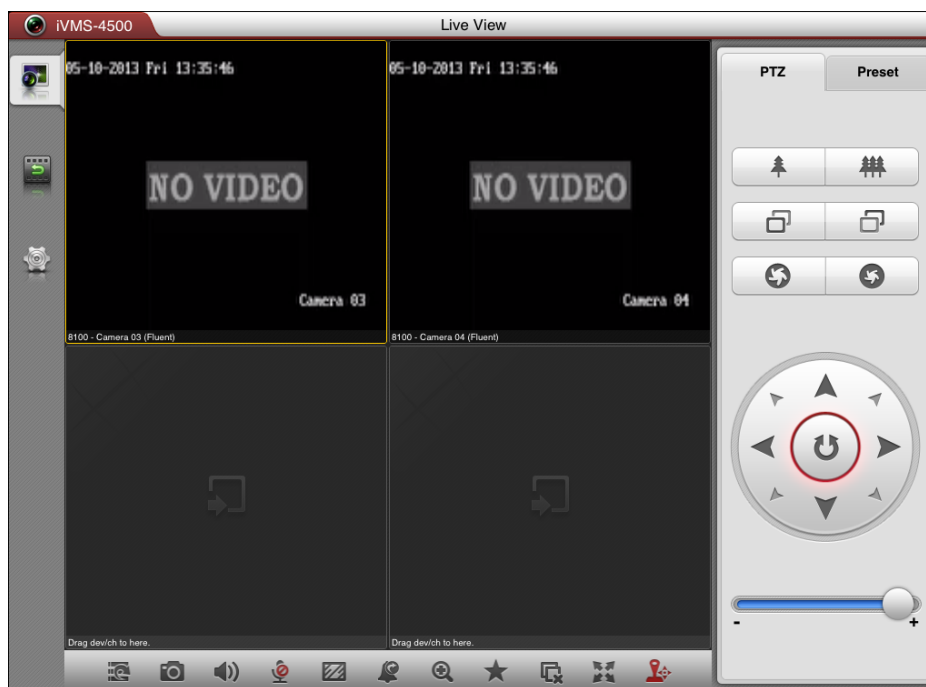 iVMS-4500
Live View
05-10-2013 Fri 13:35:46
NO VIDEO
Camera 03
8100 - Camera 03 (Fluent)
05-10-2013 Fri 13:35:46
NO VIDEO
Camera 04
8100 - Camera 04 (Fluent)
Drag dev/ch to here.
Drag dev/ch to here.
PTZ
Preset
- +